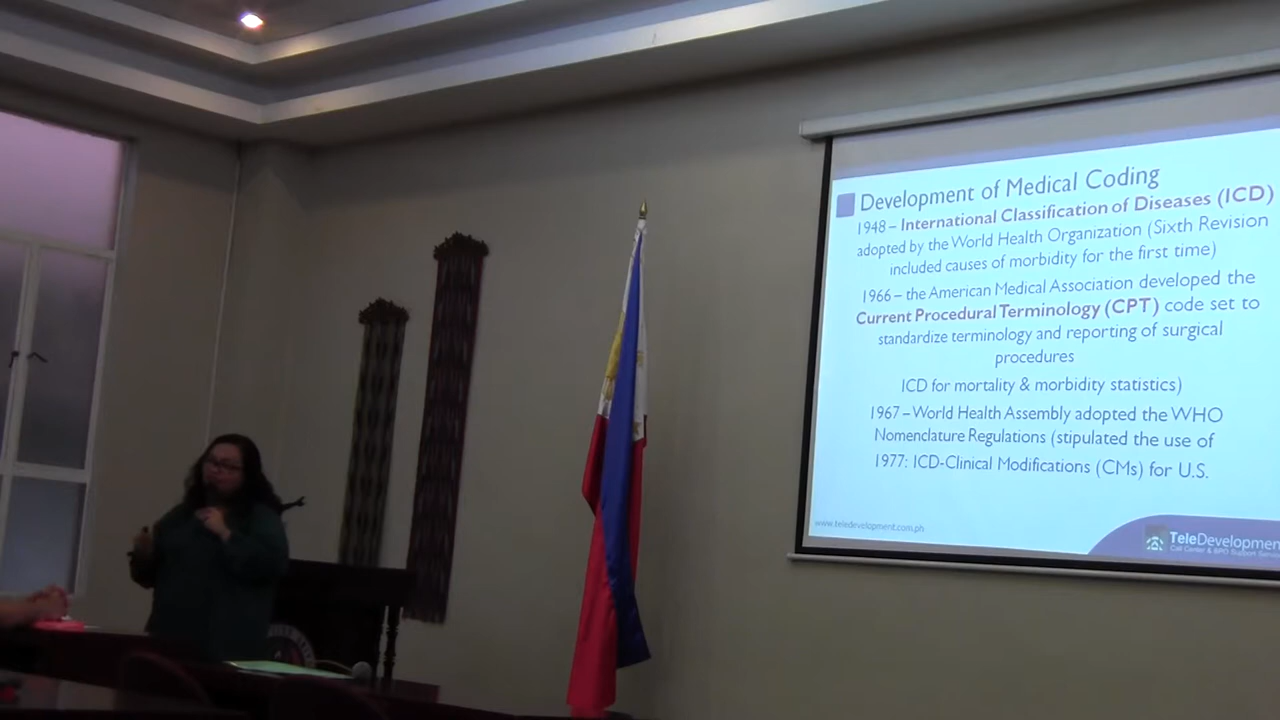 Development of Medical Coding
1948 – International Classification of Diseases (ICD)
adopted by the World Health Organization (Sixth Revision
included causes of morbidity for the first time)
1966 – the American Medical Association developed the
Current Procedural Terminology (CPT) code set to
standardize terminology and reporting of surgical
procedures
ICD for mortality & morbidity statistics)
1967 – World Health Assembly adopted the WHO
Nomenclature Regulations (stipulated the use of
1977: ICD-Clinical Modifications (CMs) for U.S.
www.teledevelopment.com.ph
TeleDevelopment
Call Center & BPO Support